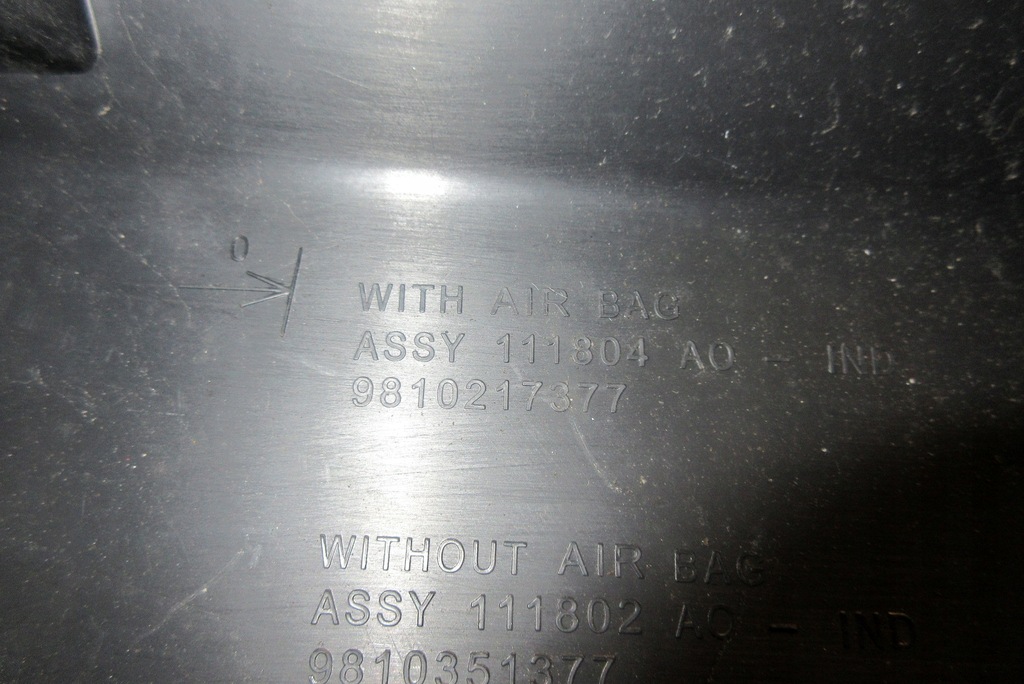 0
WITH AIR BAG
ASSY 111804 AO - IND
9810217377
WITHOUT AIR BAG
ASSY 111802 AO - IND
9810351377